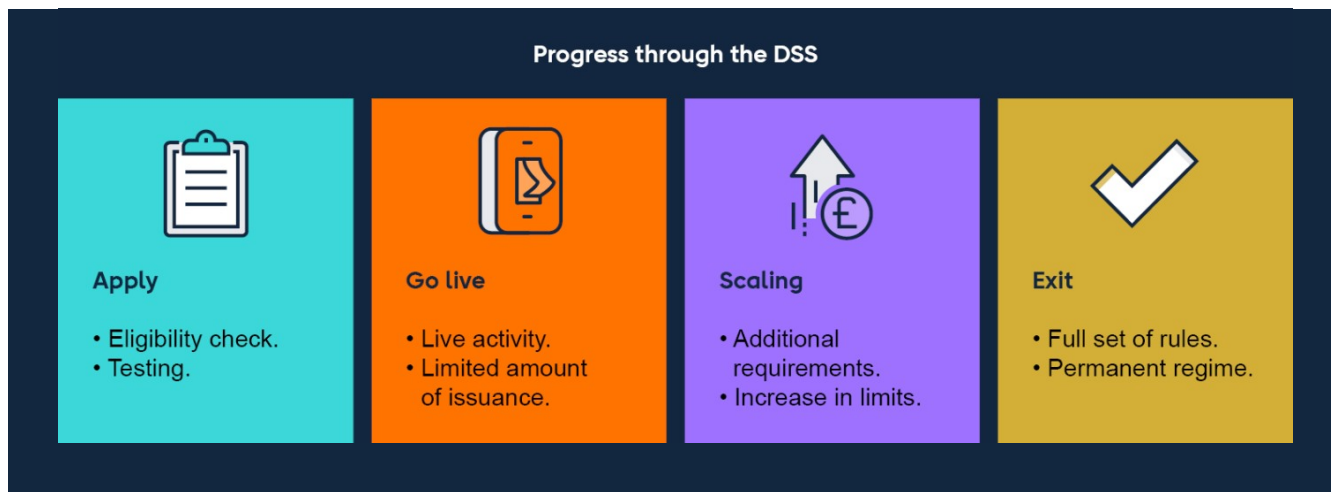 Progress through the DSS
Apply
• Eligibility check.
• Testing.
Go live
• Live activity.
• Limited amount
of issuance.
£
Scaling
• Additional
requirements.
• Increase in limits.
Exit
• Full set of rules.
• Permanent regime.